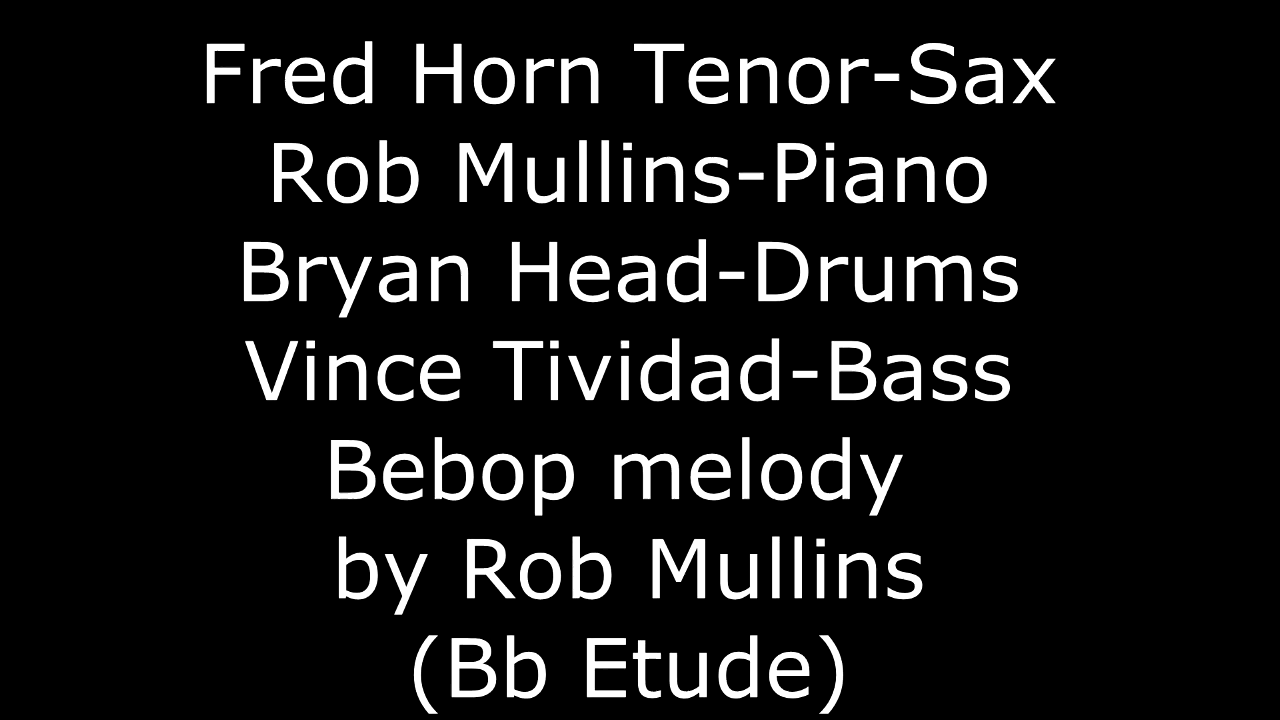 Fred Horn Tenor-Sax
Rob Mullins-Piano
Bryan Head-Drums
Vince Tividad-Bass
Bebop melody
by Rob Mullins
(Bb Etude)